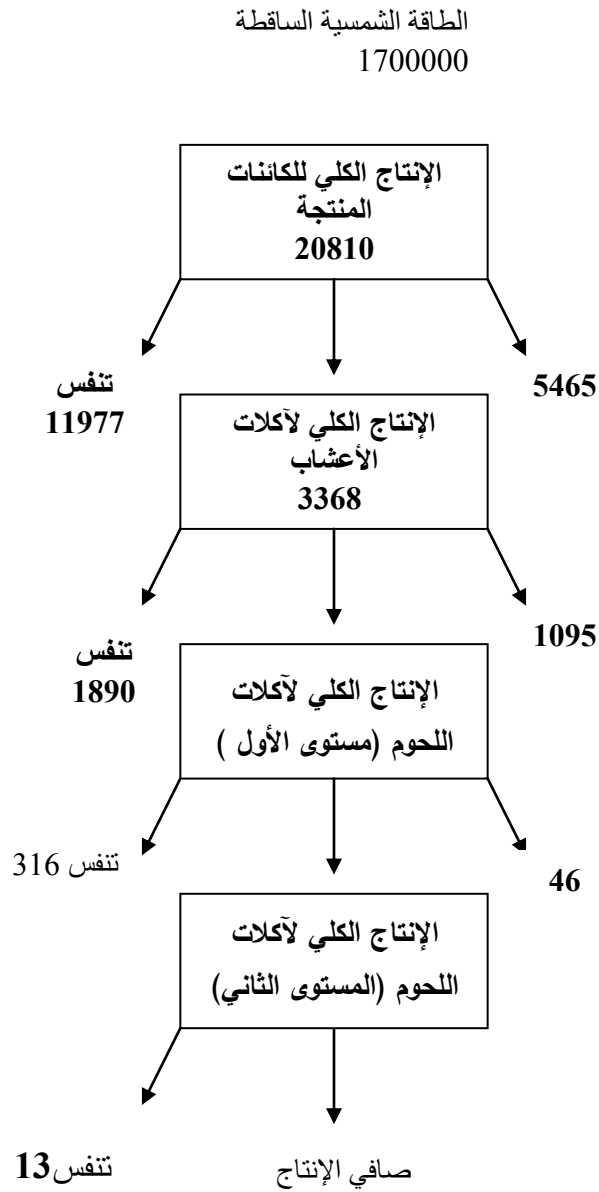 الطاقة الشمسية الساقطة
1700000
الإنتاج الكلي للكائنات
المنتجة
20810
تنفس
11977
5465
الإنتاج الكلي لآكلات
الأعشاب
3368
تنفس
1890
1095
الإنتاج الكلي لآكلات
اللحوم (مستوى الأول )
تنفس 316
46
الإنتاج الكلي لآكلات
اللحوم (المستوى الثاني)
تنفس13
صافي الإنتاج